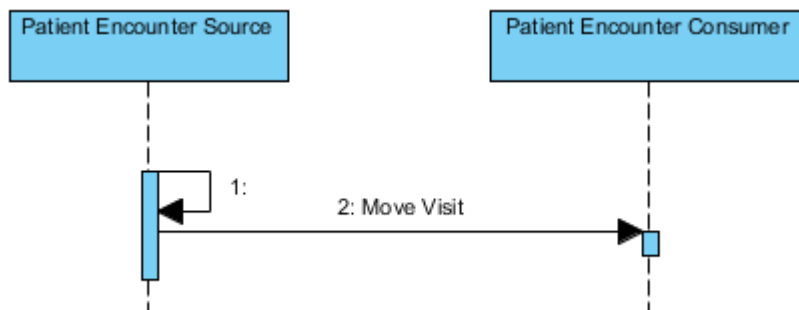 Patient Encounter Source
Patient Encounter Consumer
1:
2: Move Visit